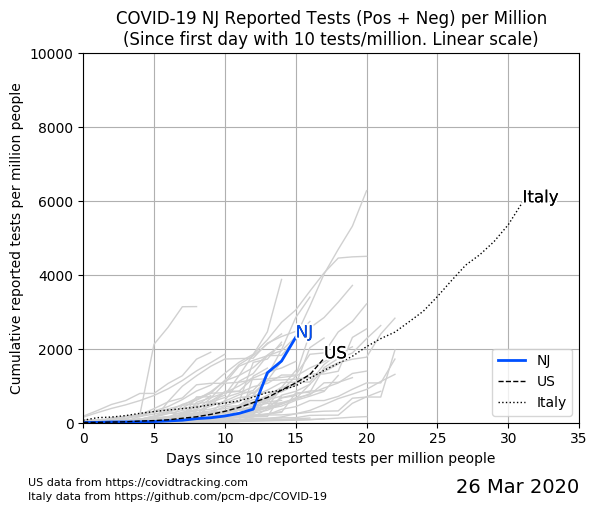 COVID-19 NJ Reported Tests (Pos + Neg) per Million
(Since first day with 10 tests/million. Linear scale)
Cumulative reported tests per million people
10000
8000
6000
4000
2000
0
Italy
NJ
US
NJ
US
Italy
0 5 10 15 20 25 30 35
Days since 10 reported tests per million people
US data from https://covidtracking.com
Italy data from https://github.com/pcm-dpc/COVID-19
26 Mar 2020